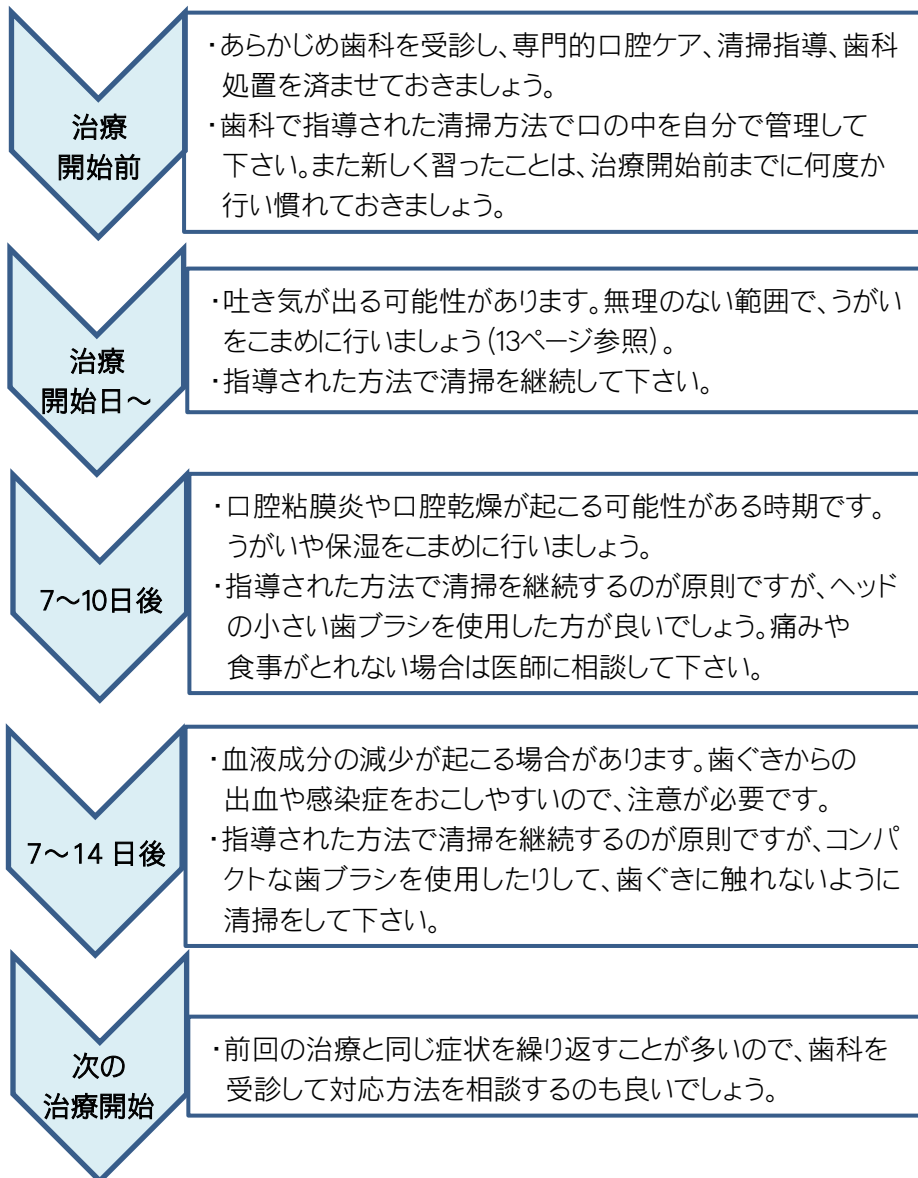 治療
開始前
・あらかじめ歯科を受診し、専門的口腔ケア、清掃指導、歯科
処置を済ませておきましょう。
・歯科で指導された清掃方法で口の中を自分で管理して
下さい。また新しく習ったことは、治療開始前までに何度か
行い慣れておきましょう。
治療
開始日～
・吐き気が出る可能性があります。無理のない範囲で、うがい
をこまめに行いましょう(13ページ参照)。
・指導された方法で清掃を継続して下さい。
7～10日後
・口腔粘膜炎や口腔乾燥が起こる可能性がある時期です。
うがいや保湿をこまめに行いましょう。
・指導された方法で清掃を継続するのが原則ですが、ヘッド
の小さい歯ブラシを使用した方が良いでしょう。痛みや
食事がとれない場合は医師に相談して下さい。
7～14 日後
・血液成分の減少が起こる場合があります。歯ぐきからの
出血や感染症をおこしやすいので、注意が必要です。
・指導された方法で清掃を継続するのが原則ですが、コンパ
クトな歯ブラシを使用したりして、歯ぐきに触れないように
清掃をして下さい。
次の
治療開始
・前回の治療と同じ症状を繰り返すことが多いので、歯科を
受診して対応方法を相談するのも良いでしょう。